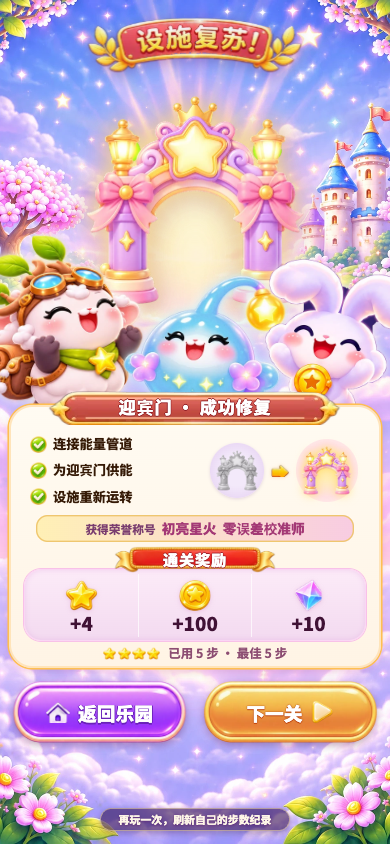 设施复苏！
迎宾门 · 成功修复
连接能量管道
为迎宾门供能
设施重新运转
获得荣誉称号 初亮星火 零误差校准师
通关奖励
+4 +100 +10
已用 5 步 · 最佳 5 步
返回乐园 下一关
再玩一次，刷新自己的步数纪录